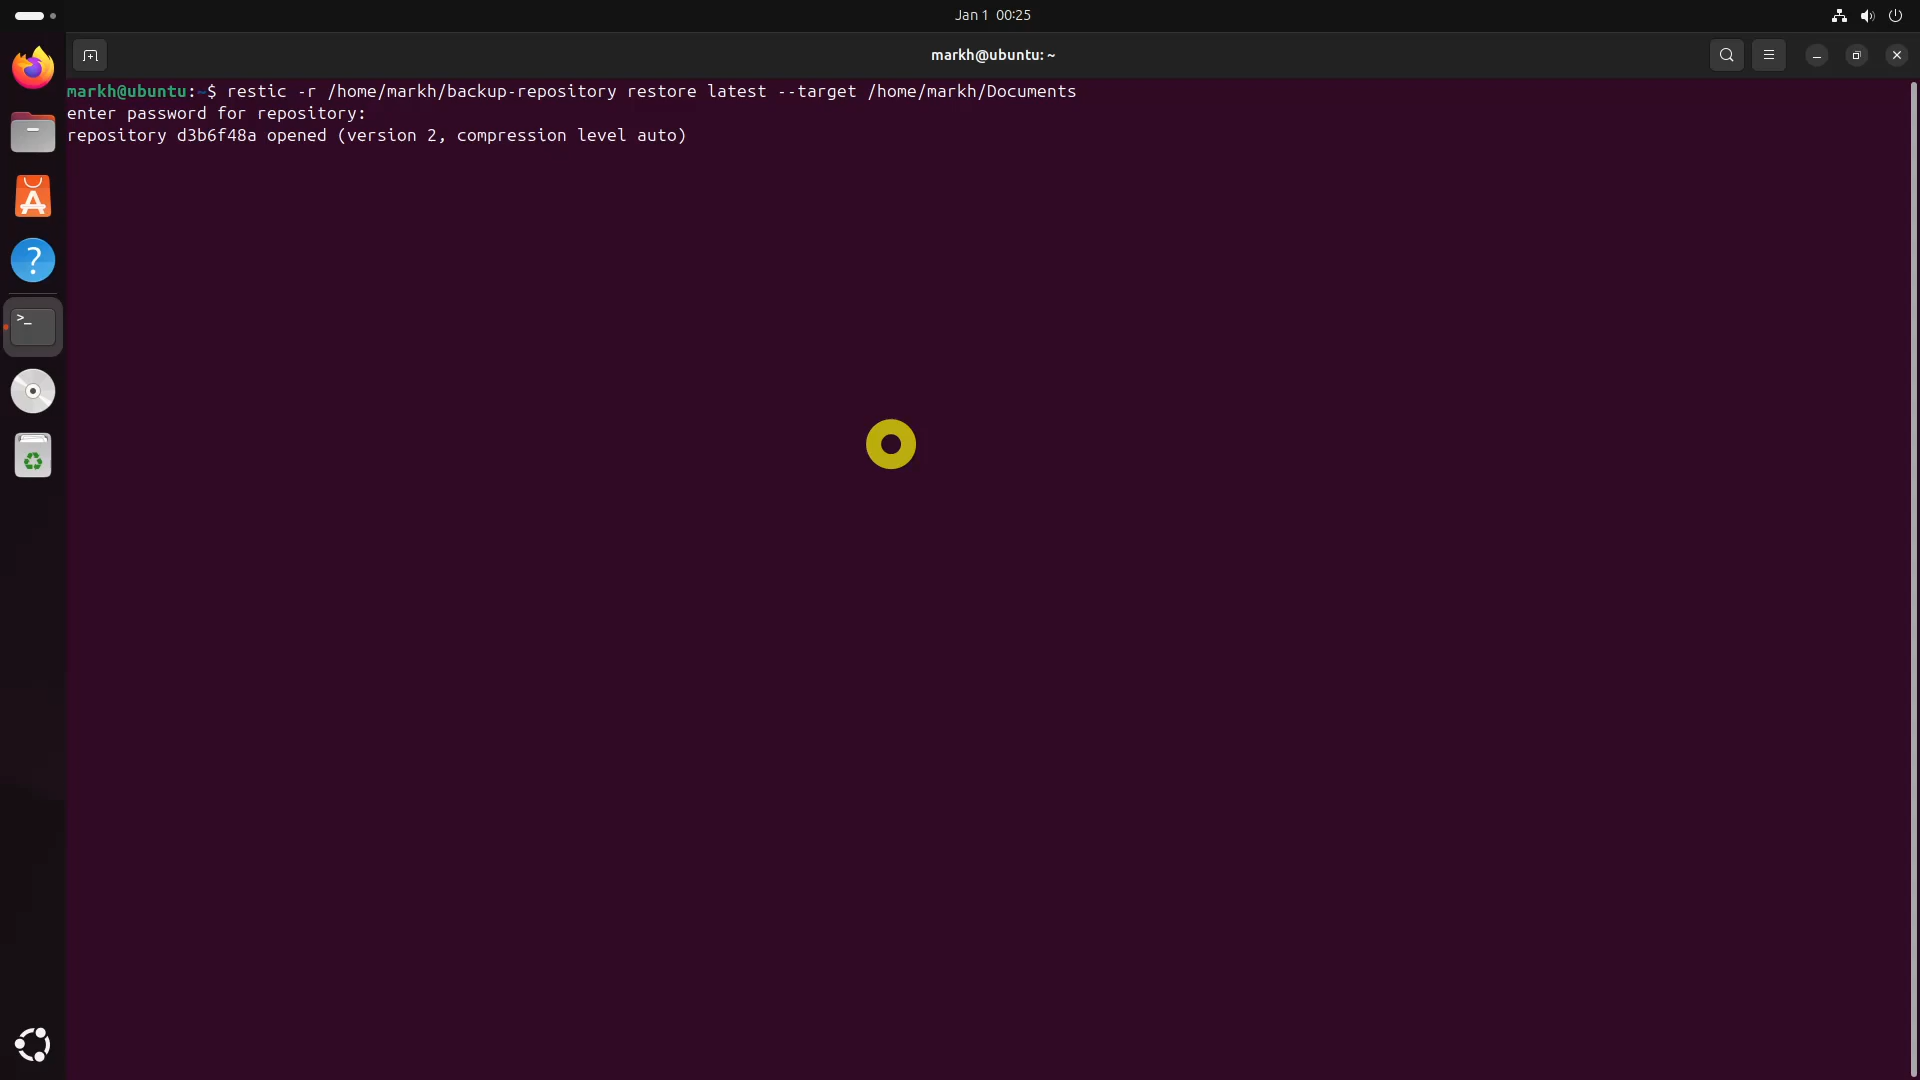 Jan 1 00:25
markh@ubuntu: ~
markh@ubuntu:~$ restic -r /home/markh/backup-repository restore latest --target /home/markh/Documents
enter password for repository:
repository d3b6f48a opened (version 2, compression level auto)